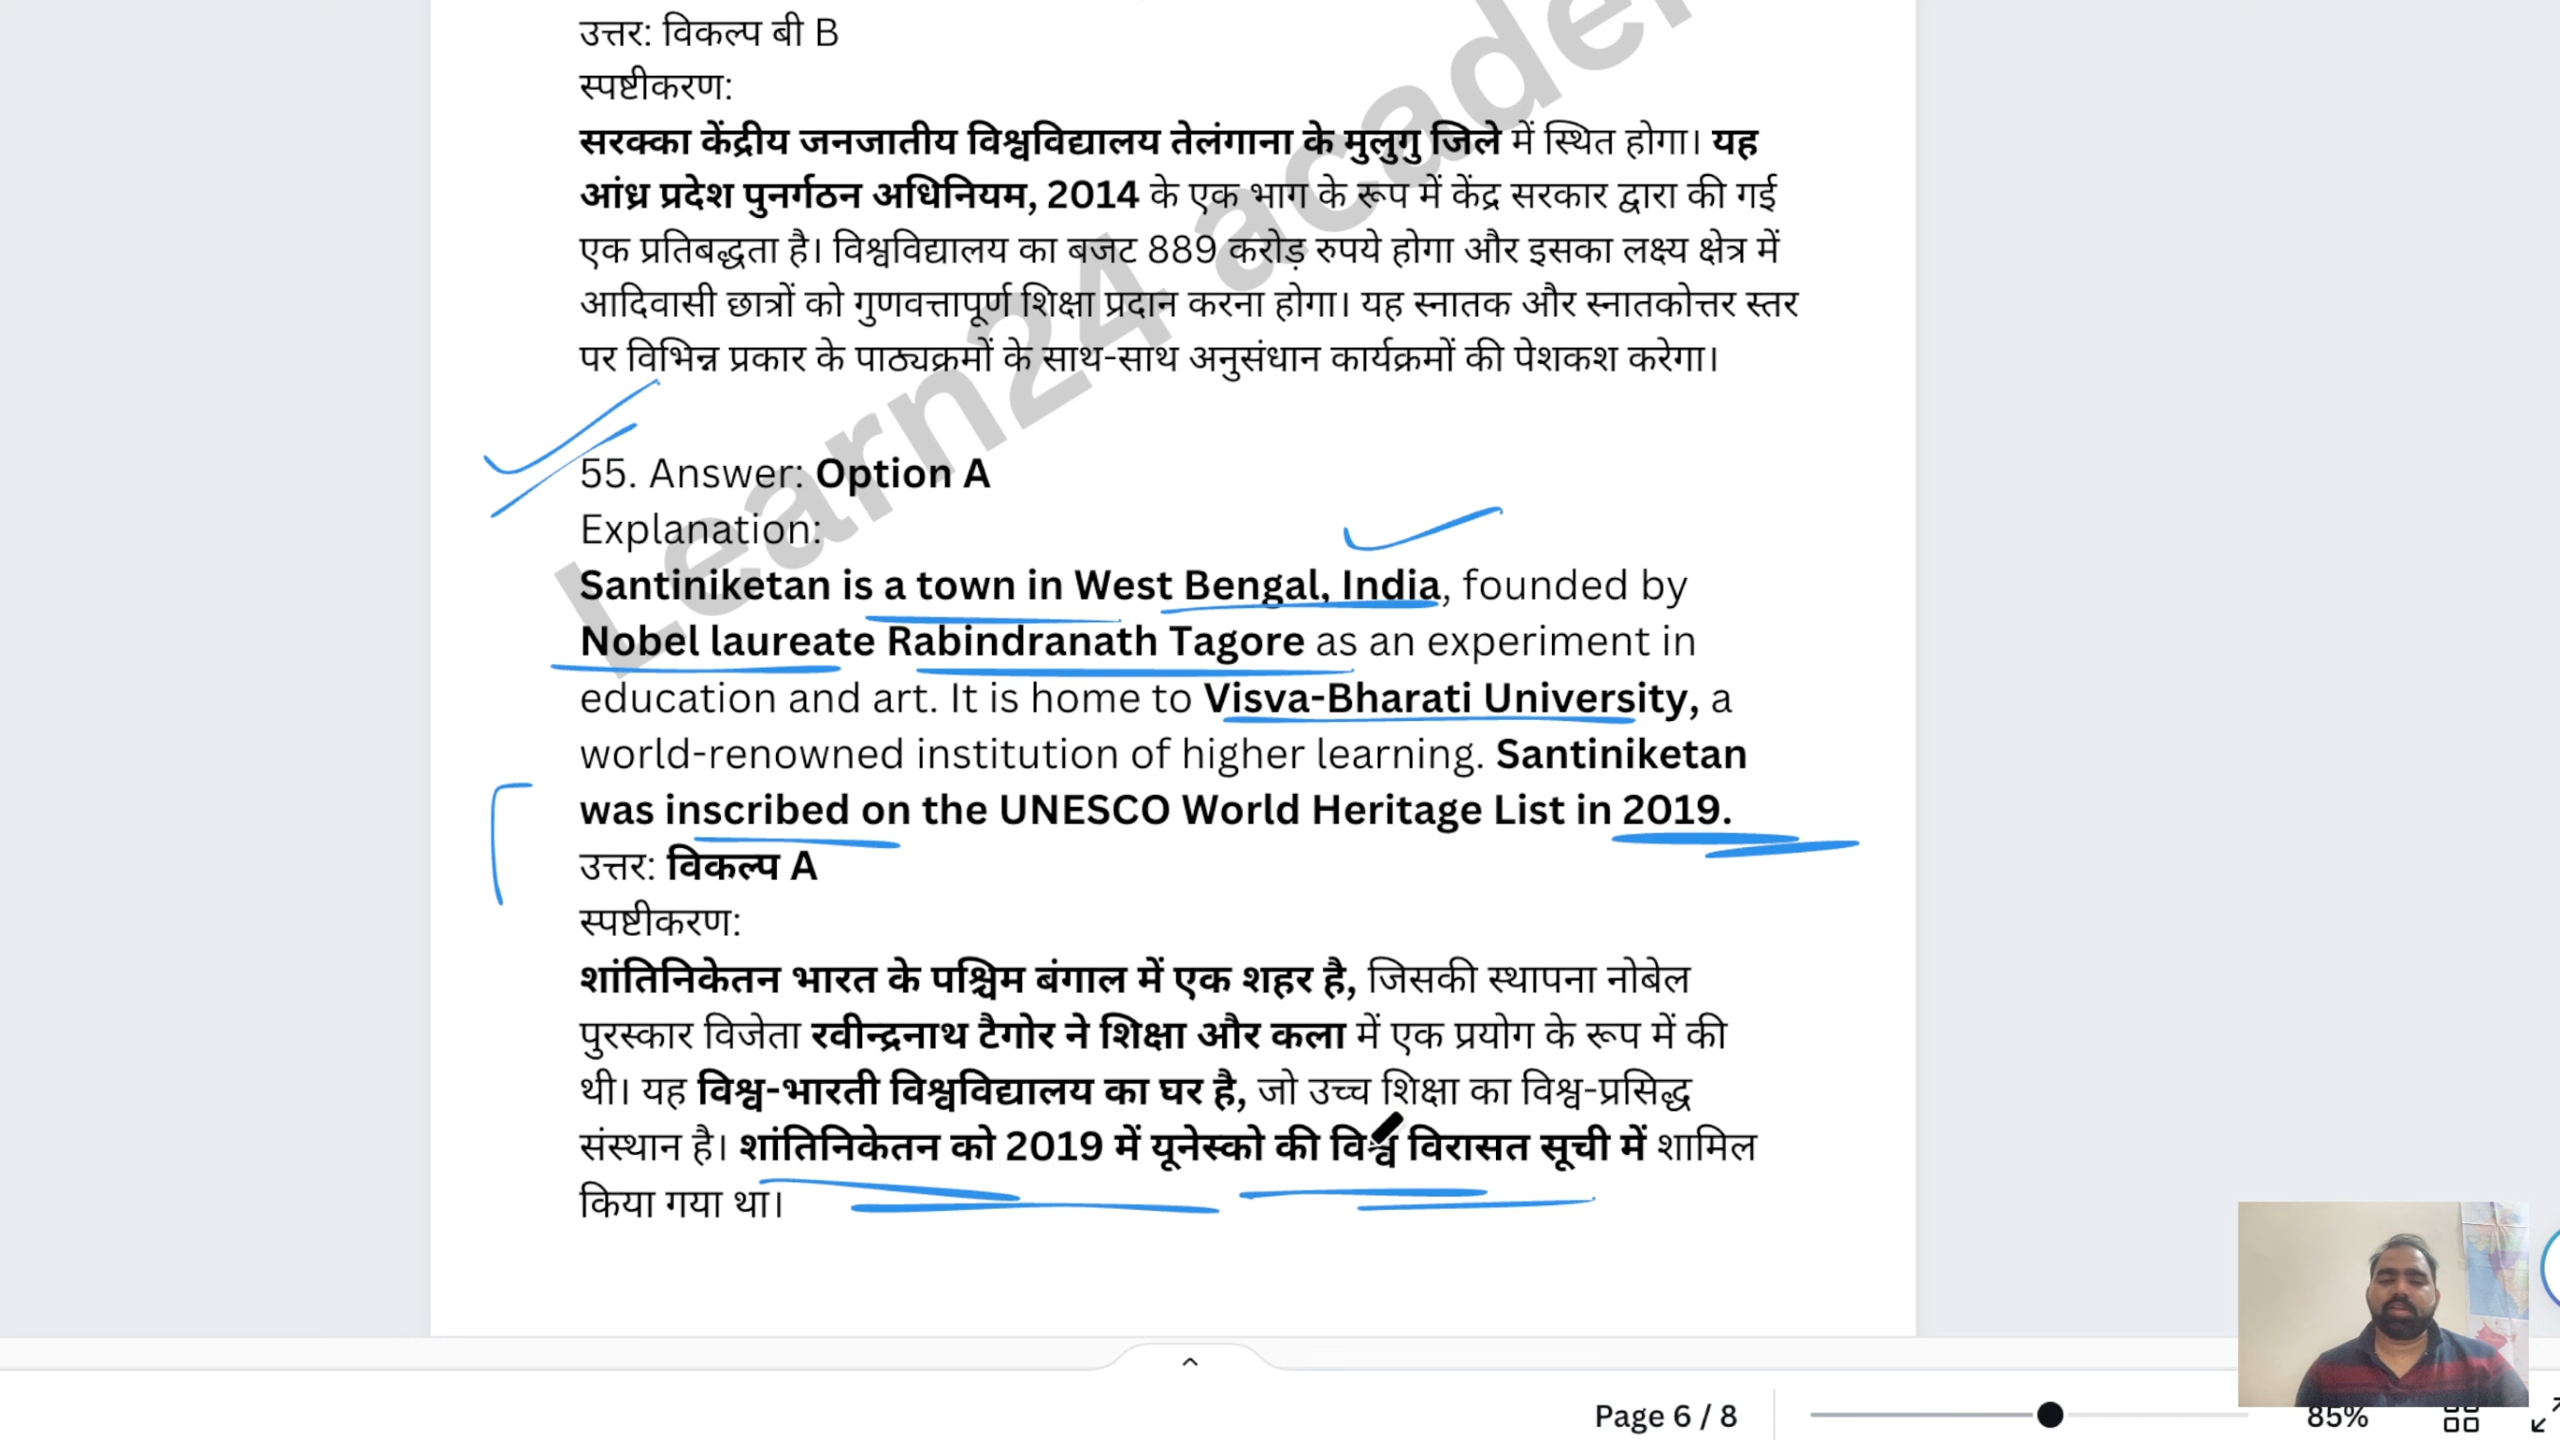 उत्तर: विकल्प बी B
स्पष्टीकरण:
सरक्का केंद्रीय जनजातीय विश्वविद्यालय तेलंगाना के मुलुगु जिले में स्थित होगा। यह
आंध्र प्रदेश पुनर्गठन अधिनियम, 2014 के एक भाग के रूप में केंद्र सरकार द्वारा की गई
एक प्रतिबद्धता है। विश्वविद्यालय का बजट 889 करोड़ रुपये होगा और इसका लक्ष्य क्षेत्र में
आदिवासी छात्रों को गुणवत्तापूर्ण शिक्षा प्रदान करना होगा। यह स्नातक और स्नातकोत्तर स्तर
पर विभिन्न प्रकार के पाठ्यक्रमों के साथ-साथ अनुसंधान कार्यक्रमों की पेशकश करेगा।
Learn24
55. Answer: Option A
Explanation:
Santiniketan is a town in West Bengal, India, founded by
Nobel laureate Rabindranath Tagore as an experiment in
education and art. It is home to Visva-Bharati University, a
world-renowned institution of higher learning. Santiniketan
was inscribed on the UNESCO World Heritage List in 2019.
उत्तर: विकल्प A
स्पष्टीकरण:
शांतिनिकेतन भारत के पश्चिम बंगाल में एक शहर है, जिसकी स्थापना नोबेल
पुरस्कार विजेता रवीन्द्रनाथ टैगोर ने शिक्षा और कला में एक प्रयोग के रूप में की
थी। यह विश्व-भारती विश्वविद्यालय का घर है, जो उच्च शिक्षा का विश्व-प्रसिद्ध
संस्थान है। शांतिनिकेतन को 2019 में यूनेस्को की विश्व विरासत सूची में शामिल
किया गया था।
Page 6 / 8
85%